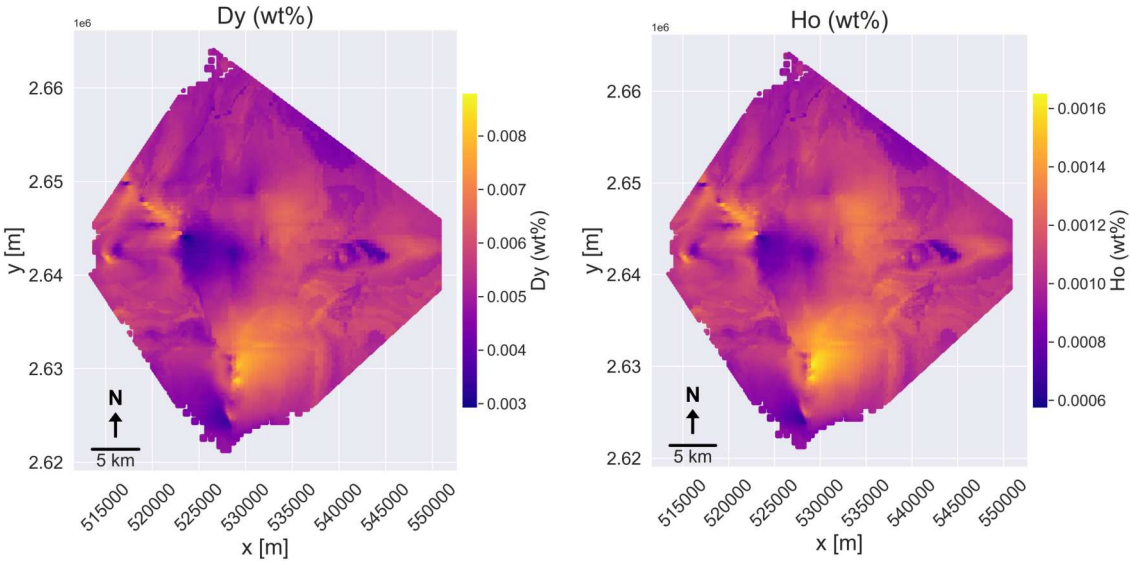 Dy (wt%)
1e6
2.66
2.65
2.64
2.63
2.62
y [m]
N
5 km
515000
520000
525000
530000
535000
540000
545000
550000
x [m]
0.008
0.007
0.006
0.005
0.004
0.003
Dy (wt%)
Ho (wt%)
1e6
2.66
2.65
2.64
2.63
2.62
y [m]
N
5 km
515000
520000
525000
530000
535000
540000
545000
550000
x [m]
0.0016
0.0014
0.0012
0.0010
0.0008
0.0006
Ho (wt%)